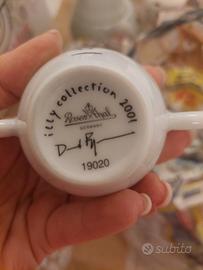 illy collection 2001
Rosenthal
GERMANY
19020
subito